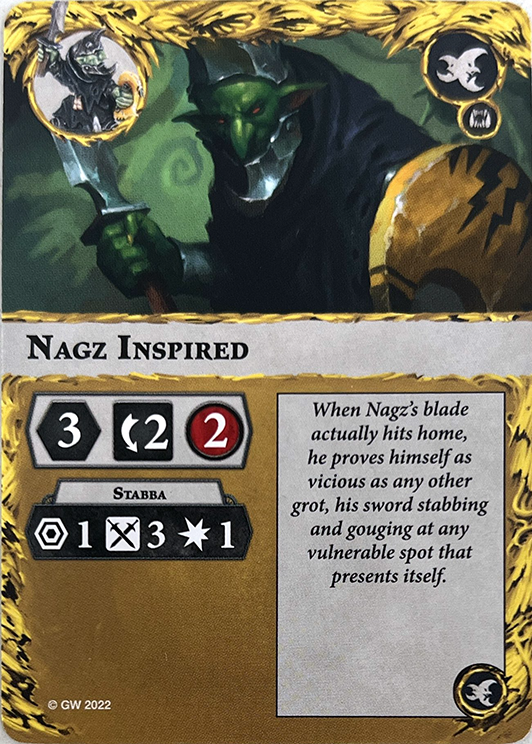 Nagz Inspired
3 2 2
Stabba
1 3 1
When Nagz's blade
actually hits home,
he proves himself as
vicious as any other
grot, his sword stabbing
and gouging at any
vulnerable spot that
presents itself.
© GW 2022